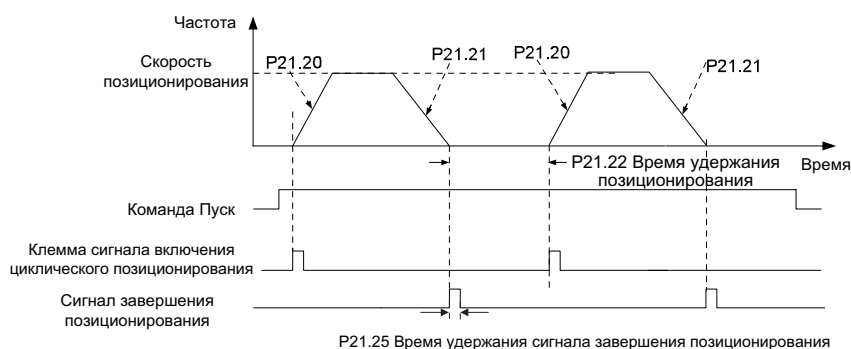 Частота
Скорость
позиционирования
P21.20
P21.21
P21.20
P21.21
P21.22 Время удержания
позиционирования
Время
Команда Пуск
Клемма сигнала включения
циклического позиционирования
Сигнал завершения
позиционирования
P21.25 Время удержания сигнала завершения позиционирования